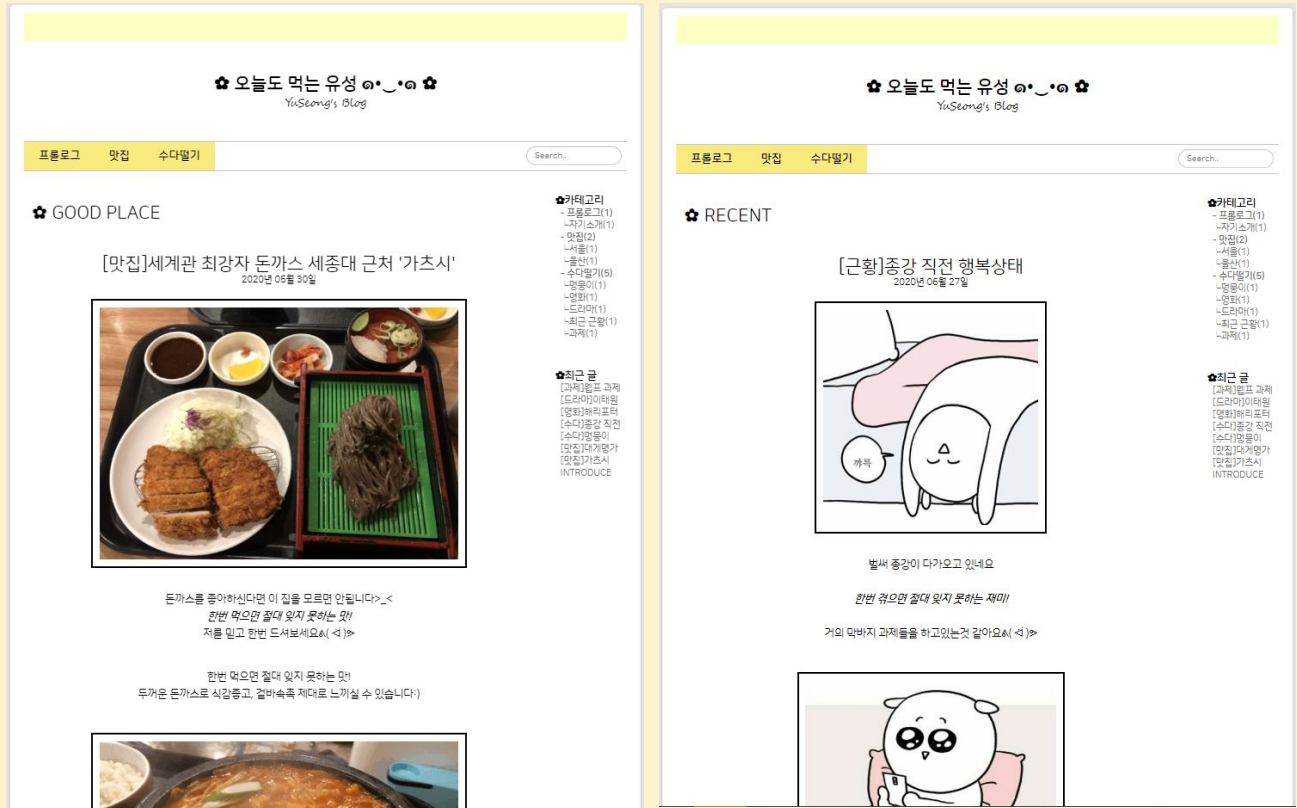 ✿ 오늘도 먹는 유성 ๑•‿•๑ ✿
YuSeong's Blog
프롤로그 맛집 수다떨기
Search..
✿ GOOD PLACE
[맛집]세계관 최강자 돈까스 세종대 근처 '가츠시'
2020년 06월 30일
돈까스를 좋아하신다면 이 집을 모르면 안됩니다>_<
한번 먹으면 절대 잊지 못하는 맛!
저를 믿고 한번 드셔보세요ል( ᐛ )ᕗ
한번 먹으면 절대 잊지 못하는 맛!
두꺼운 돈까스로 식감좋고, 겉바속촉 제대로 느끼실 수 있습니다:)
✿카테고리
- 프롤로그(1)
└자기소개(1)
- 맛집(2)
└서울(1)
└울산(1)
- 수다떨기(5)
└멍뭉이(1)
└영화(1)
└드라마(1)
└최근 근황(1)
└과제(1)
✿최근 글
[과제]웹프 과제
[드라마]이태원
[영화]해리포터
[수다]종강 직전
[수다]멍뭉이
[맛집]대게명가
[맛집]가츠시
INTRODUCE
✿ 오늘도 먹는 유성 ๑•‿•๑ ✿
YuSeong's Blog
프롤로그 맛집 수다떨기
Search..
✿ RECENT
[근황]종강 직전 행복상태
2020년 06월 27일
꺄륵
벌써 종강이 다가오고 있네요
한번 겪으면 절대 잊지 못하는 재미!
거의 막바지 과제들을 하고있는것 같아요ል( ᐛ )ᕗ
✿카테고리
- 프롤로그(1)
└자기소개(1)
- 맛집(2)
└서울(1)
└울산(1)
- 수다떨기(5)
└멍뭉이(1)
└영화(1)
└드라마(1)
└최근 근황(1)
└과제(1)
✿최근 글
[과제]웹프 과제
[드라마]이태원
[영화]해리포터
[수다]종강 직전
[수다]멍뭉이
[맛집]대게명가
[맛집]가츠시
INTRODUCE